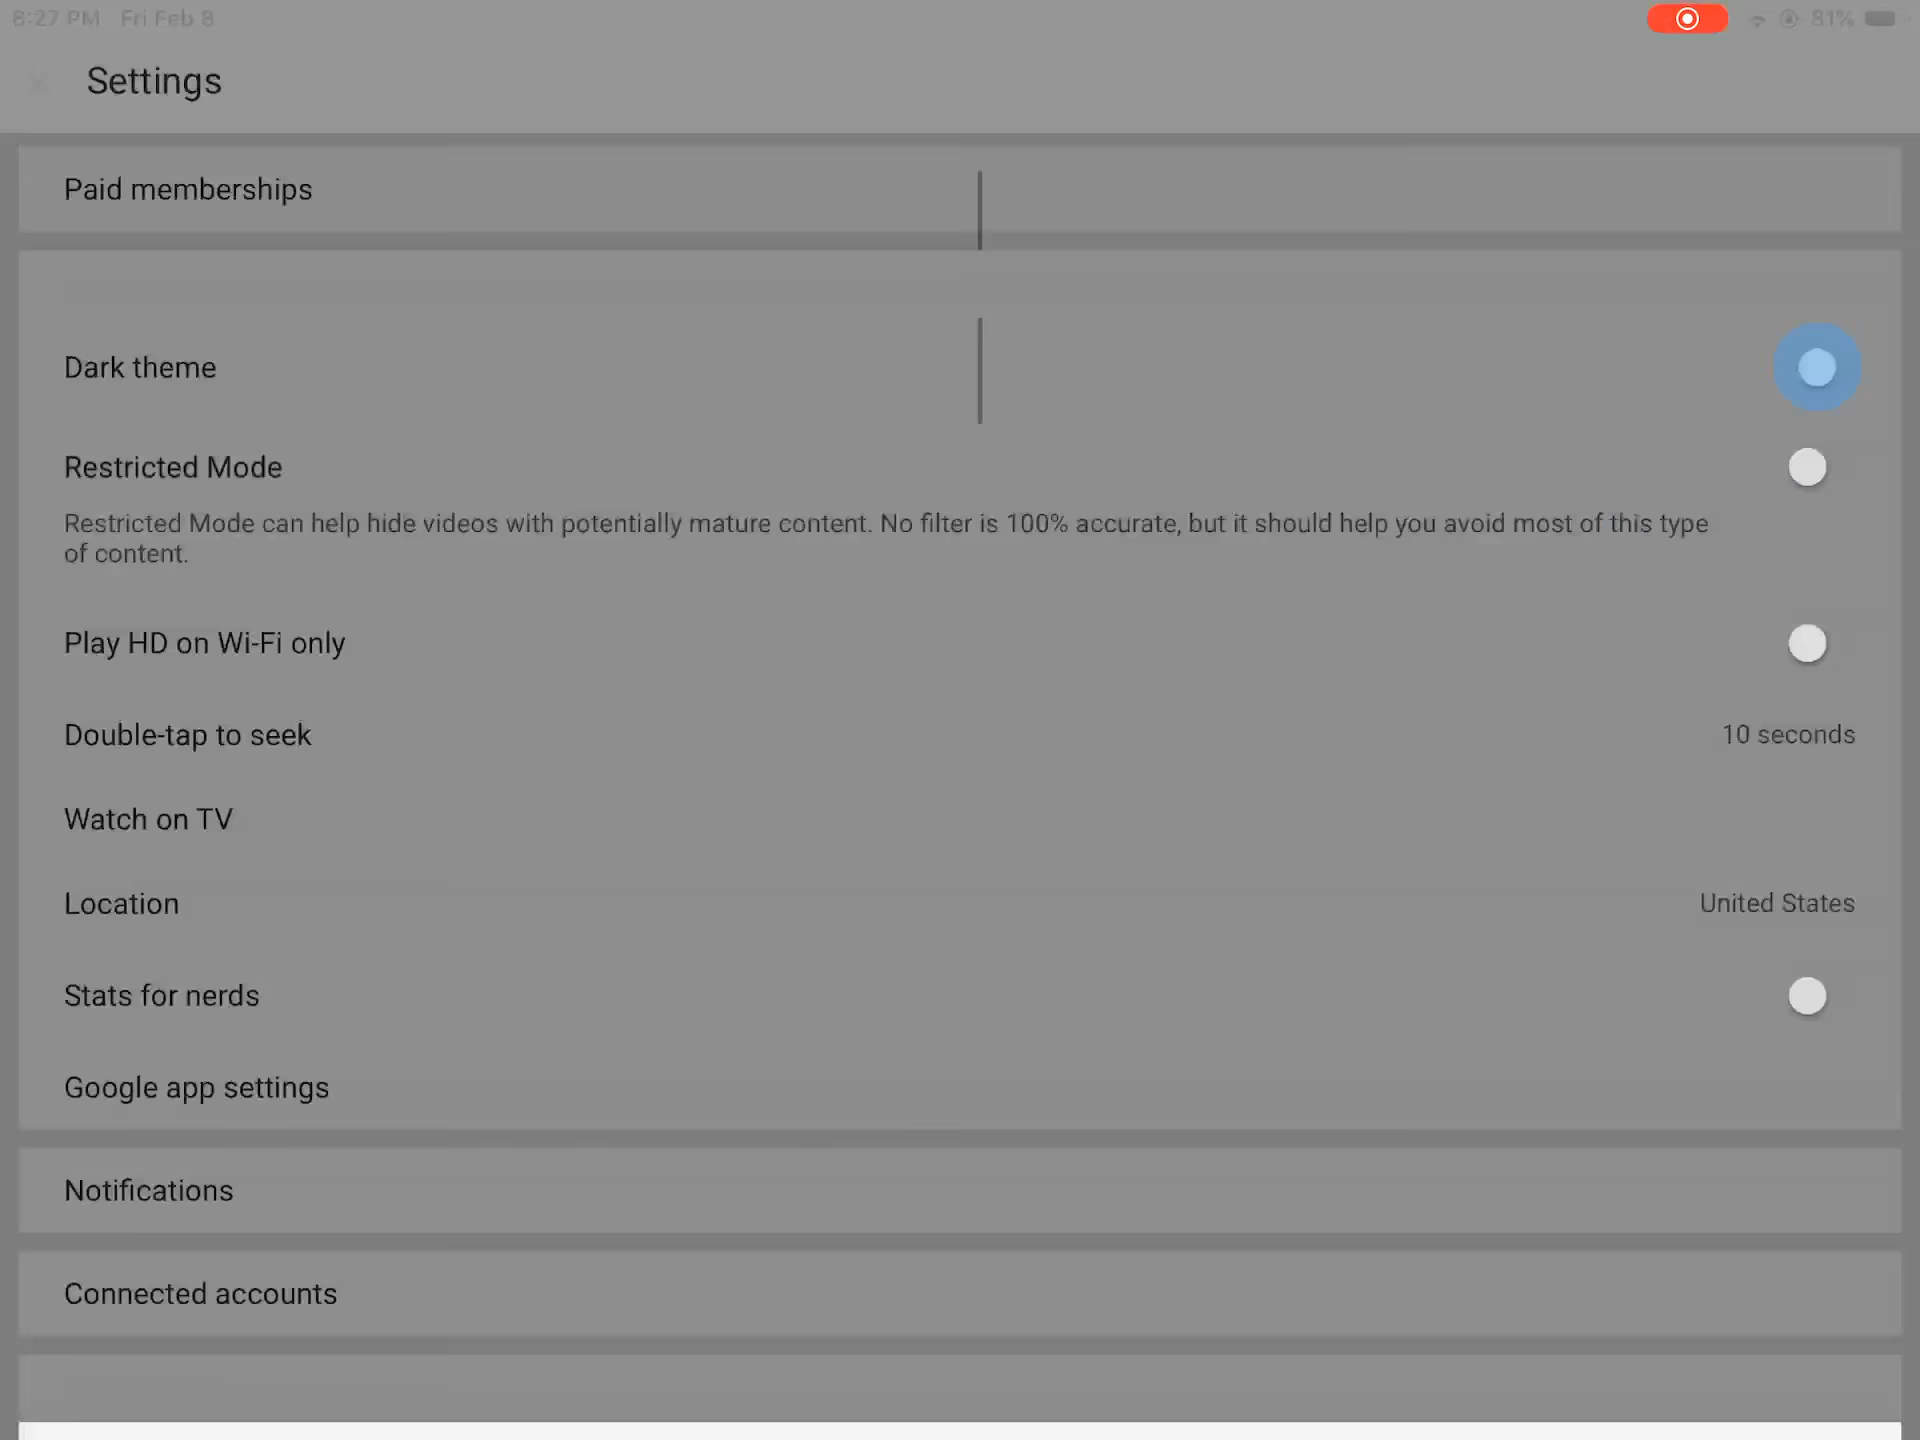 8:27 PM Fri Feb 8
81%
Settings
Paid memberships
Dark theme
Restricted Mode
Restricted Mode can help hide videos with potentially mature content. No filter is 100% accurate, but it should help you avoid most of this type
of content.
Play HD on Wi-Fi only
Double-tap to seek
10 seconds
Watch on TV
Location
United States
Stats for nerds
Google app settings
Notifications
Connected accounts